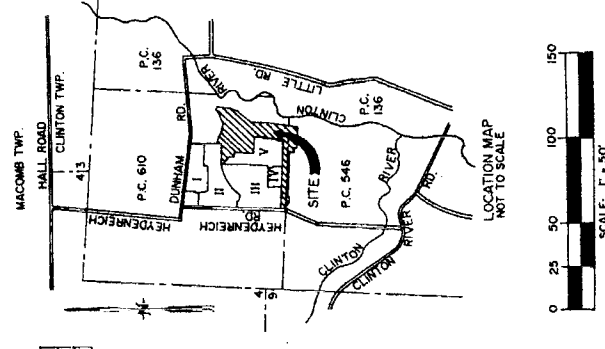 MACOMB TWP.
HALL ROAD
CLINTON TWP.
4 3
P.C.
136
P.C. 610
DUNHAM
RD.
RIVER
LITTLE
RD.
CLINTON
P.C.
136
I
II
III
IV
V
HEYDENREICH
HEYDENREICH
RD
SITE
P.C. 546
RIVER
CLINTON
CLINTON
RIVER
RD.
4
9
N
LOCATION MAP
NOT TO SCALE
0 25 50 100 150
SCALE: 1" = 50'